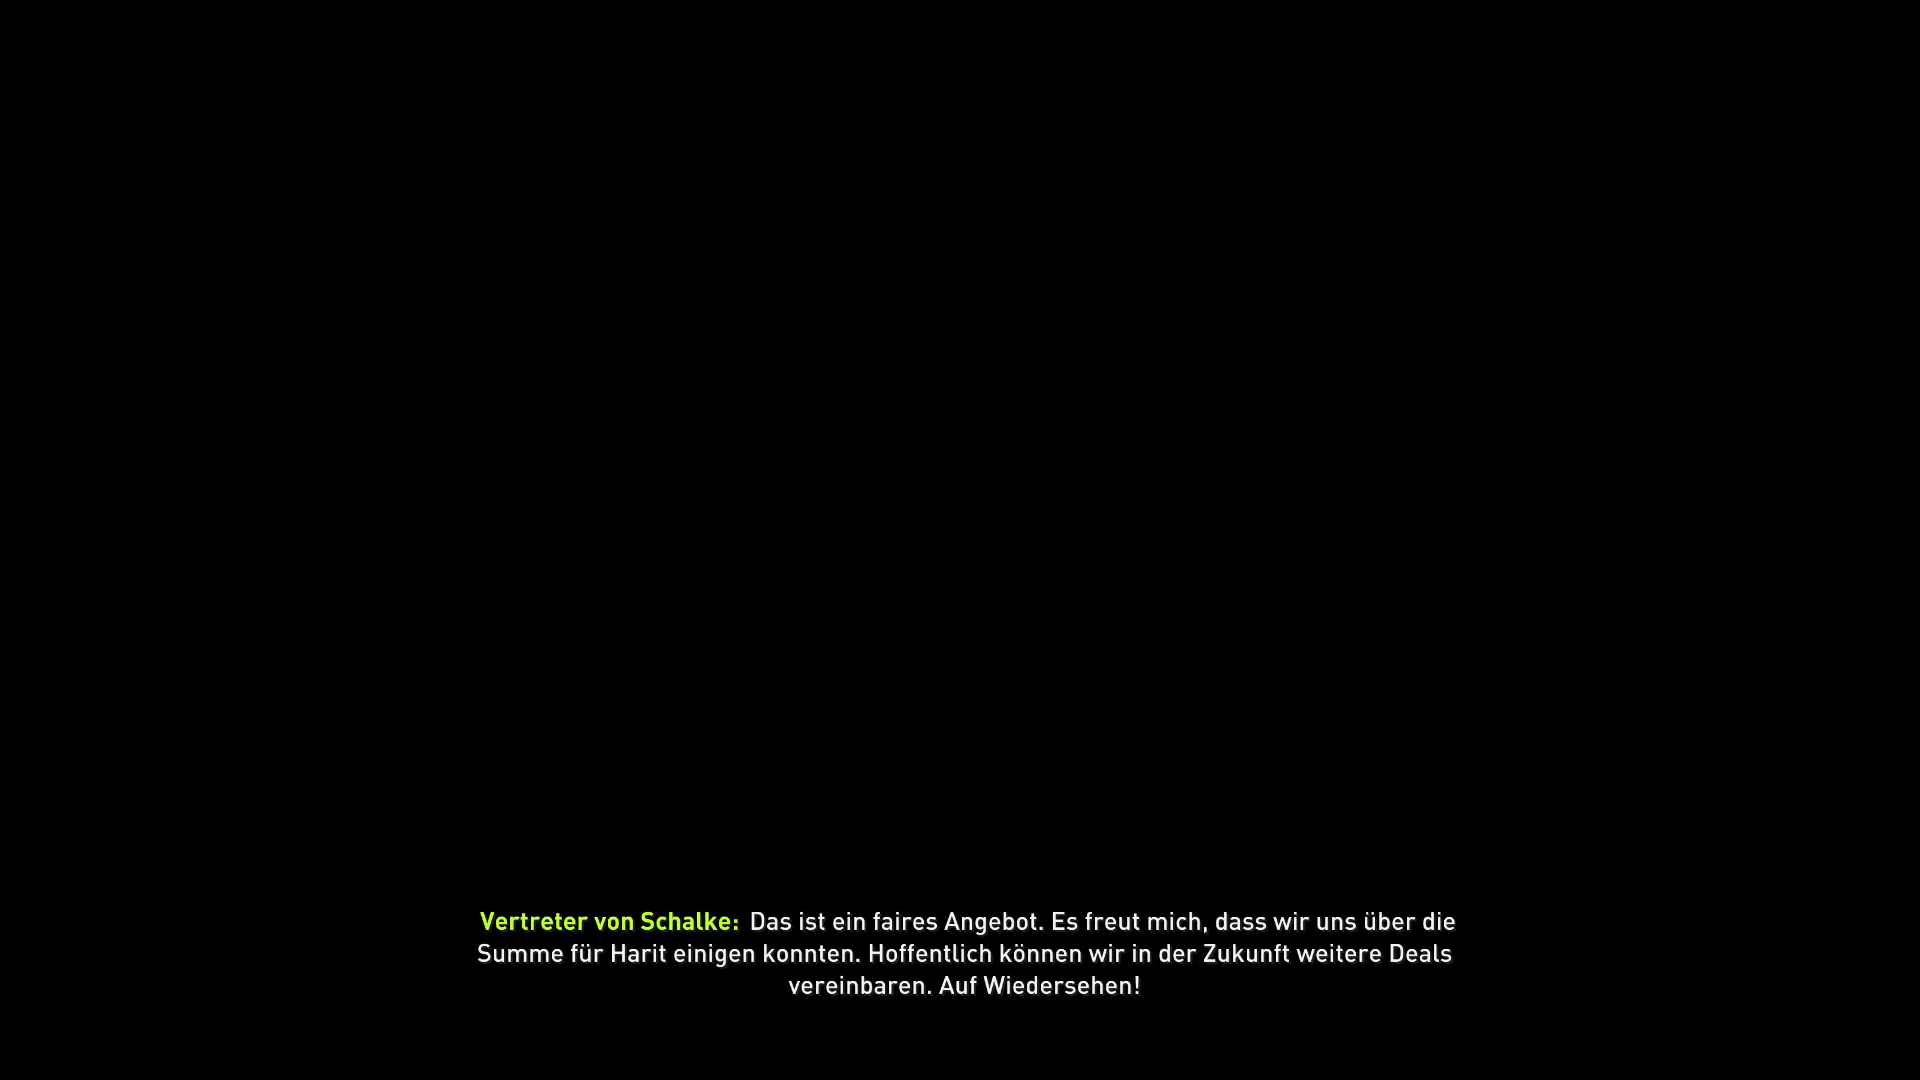 Vertreter von Schalke: Das ist ein faires Angebot. Es freut mich, dass wir uns über die
Summe für Harit einigen konnten. Hoffentlich können wir in der Zukunft weitere Deals
vereinbaren. Auf Wiedersehen!